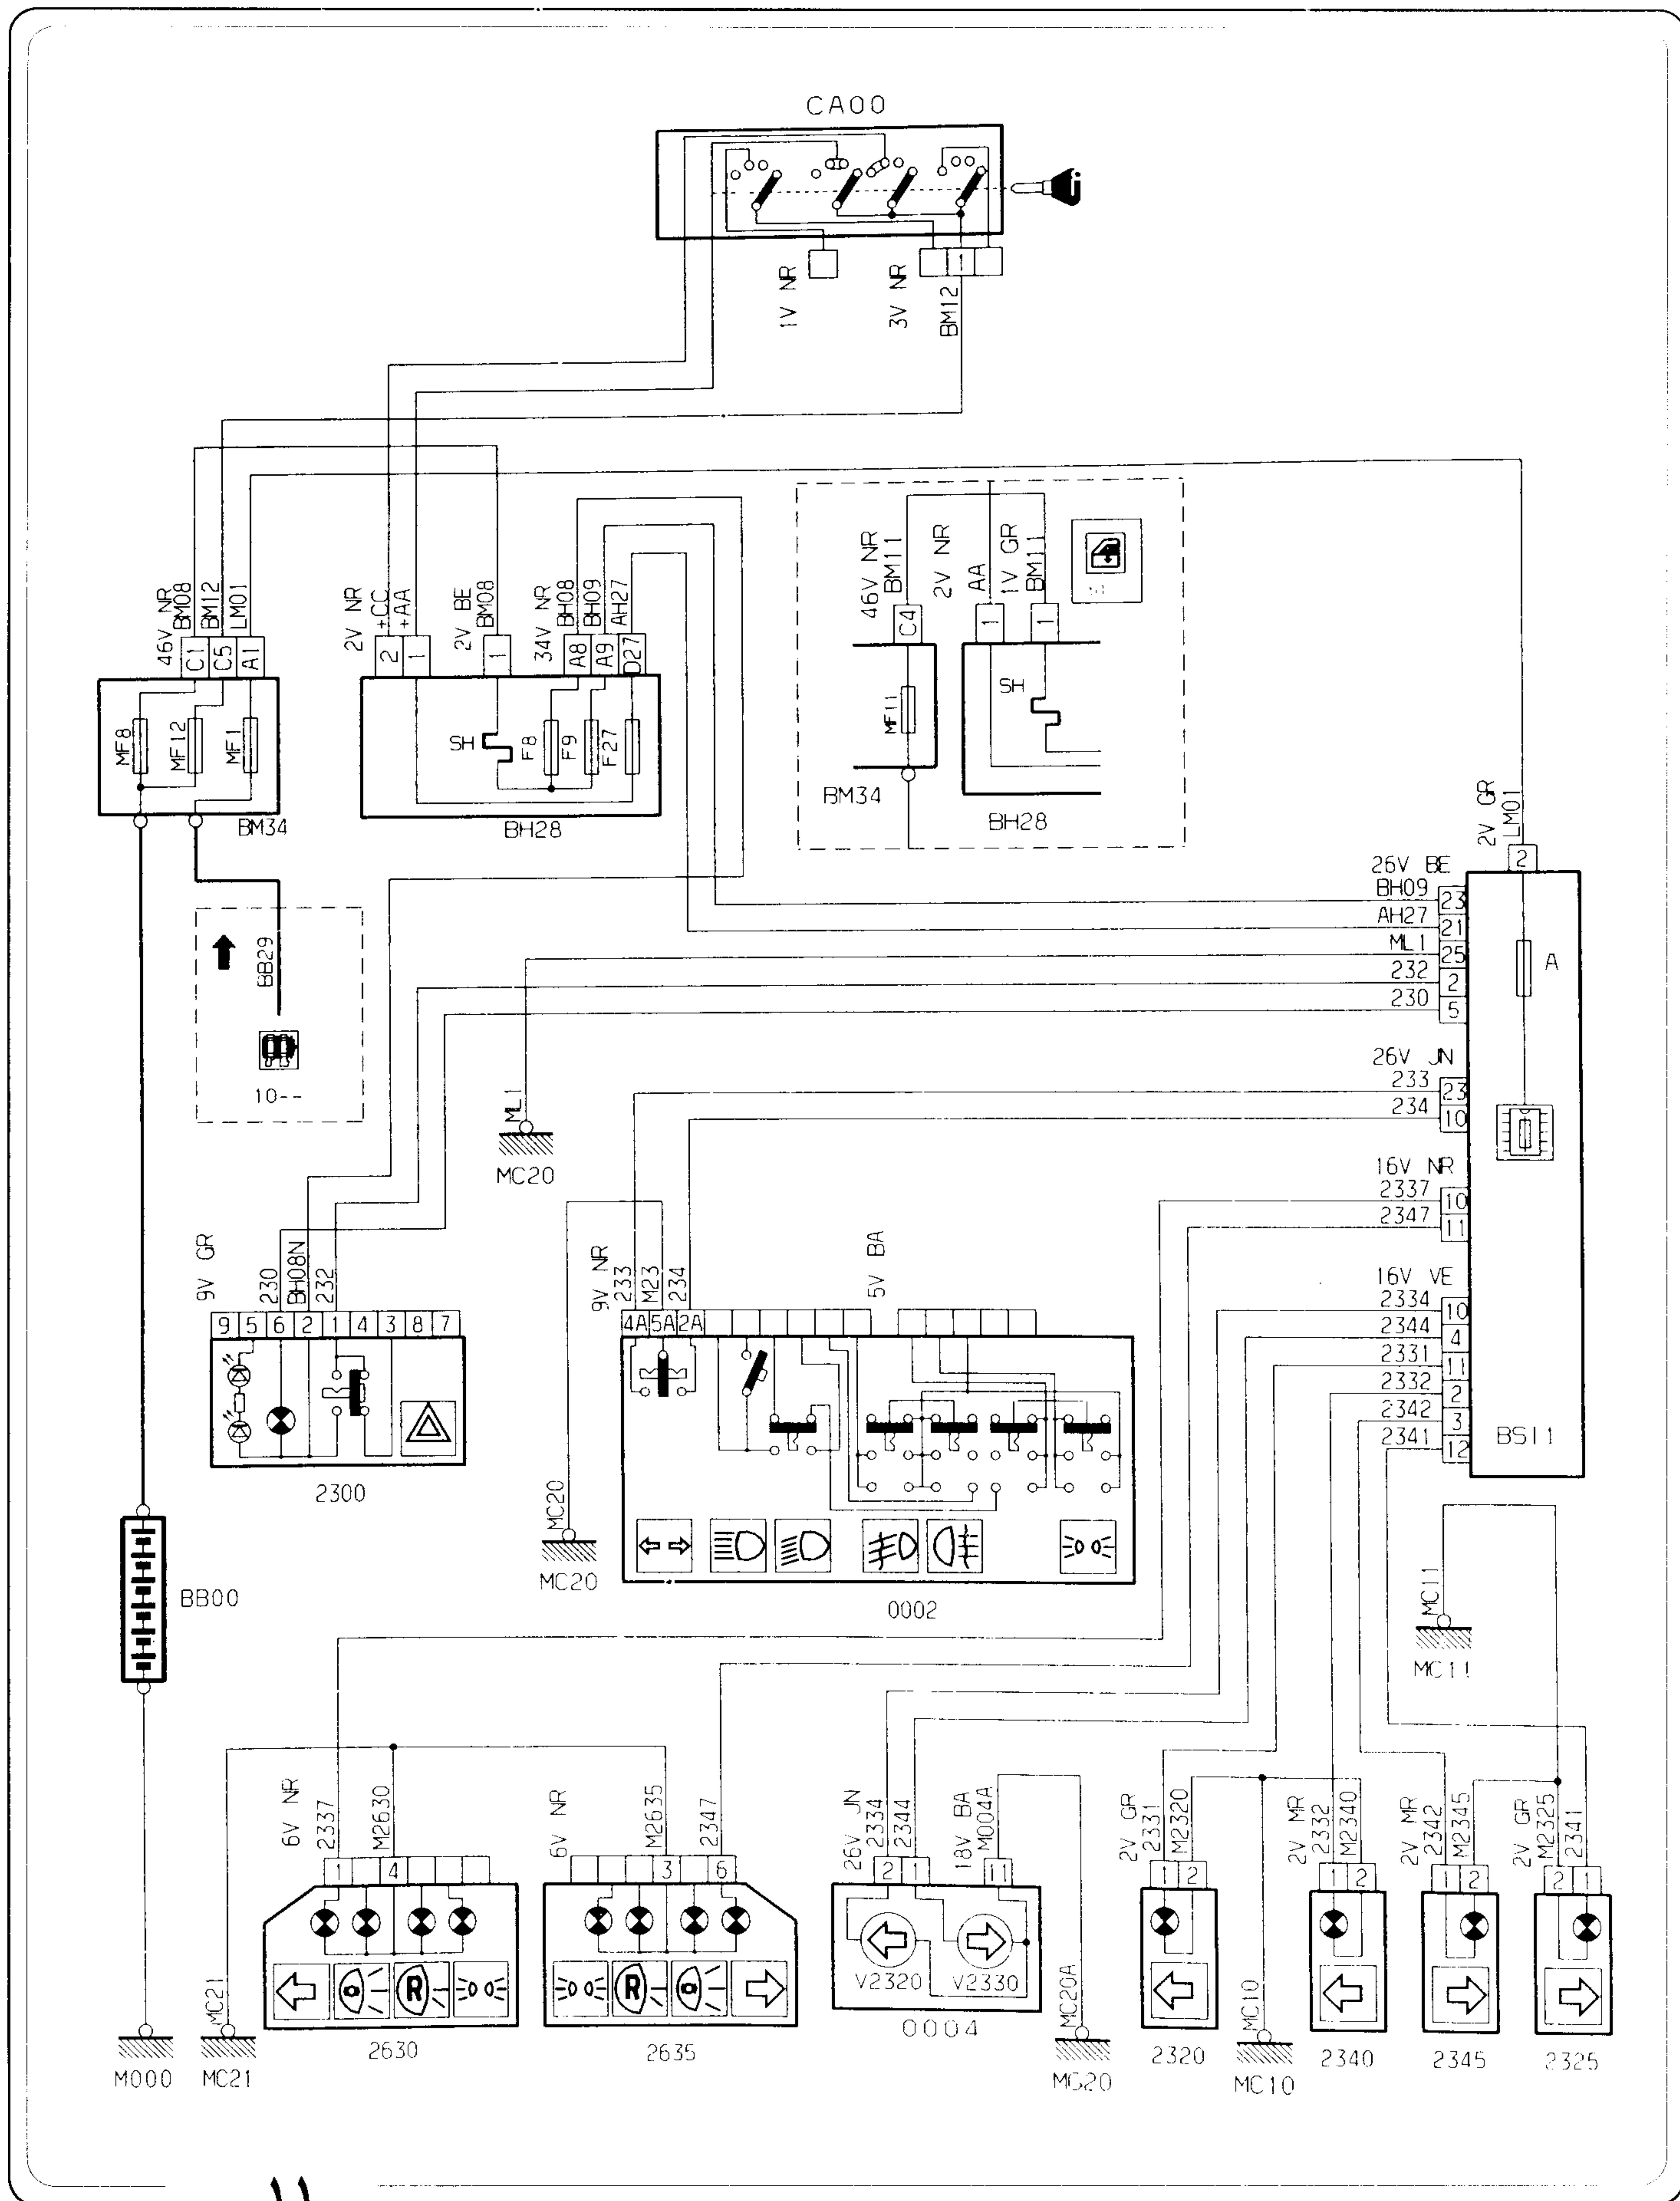 CA00
1V NR
3V NR
1
BM12
46V NR
BM08
BM12
LM01
C1
C5
A1
MF8
MF12
MF1
BM34
2V NR
+CC
+AA
2
1
2V BE
BM08
1
34V NR
BH08
BH09
AH27
A8
A9
D27
SH
F8
F9
F27
BH28
46V NR
BM11
C4
MF11
BM34
2V NR
AA
1
1V GR
BM11
1
SH
BH28
2V GR
LM01
2
BB29
10--
26V BE
BH09
23
AH27
21
ML1
25
232
2
230
5
A
26V JN
233
23
234
10
16V NR
2337
10
2347
11
16V VE
2334
10
2344
4
2331
11
2332
2
2342
3
2341
12
BSI1
ML1
MC20
9V GR
230
BH08N
232
9
5
6
2
1
4
3
8
7
2300
9V NR
233
M23
234
5V BA
4A
5A
2A
MC20
MC20
0002
BB00
MC11
MC11
6V NR
2337
M2630
1
4
R
2630
6V NR
M2635
2347
3
6
R
2635
26V JN
2334
2344
18V BA
M004A
2
1
11
V2320
V2330
0004
MC20A
MC20
2V GR
2331
M2320
1
2
2320
MC10
MC10
2V MR
2332
M2340
1
2
2340
2V MR
2342
M2345
1
2
2345
2V GR
M2325
2341
2
1
2325
M000
MC21
MC21